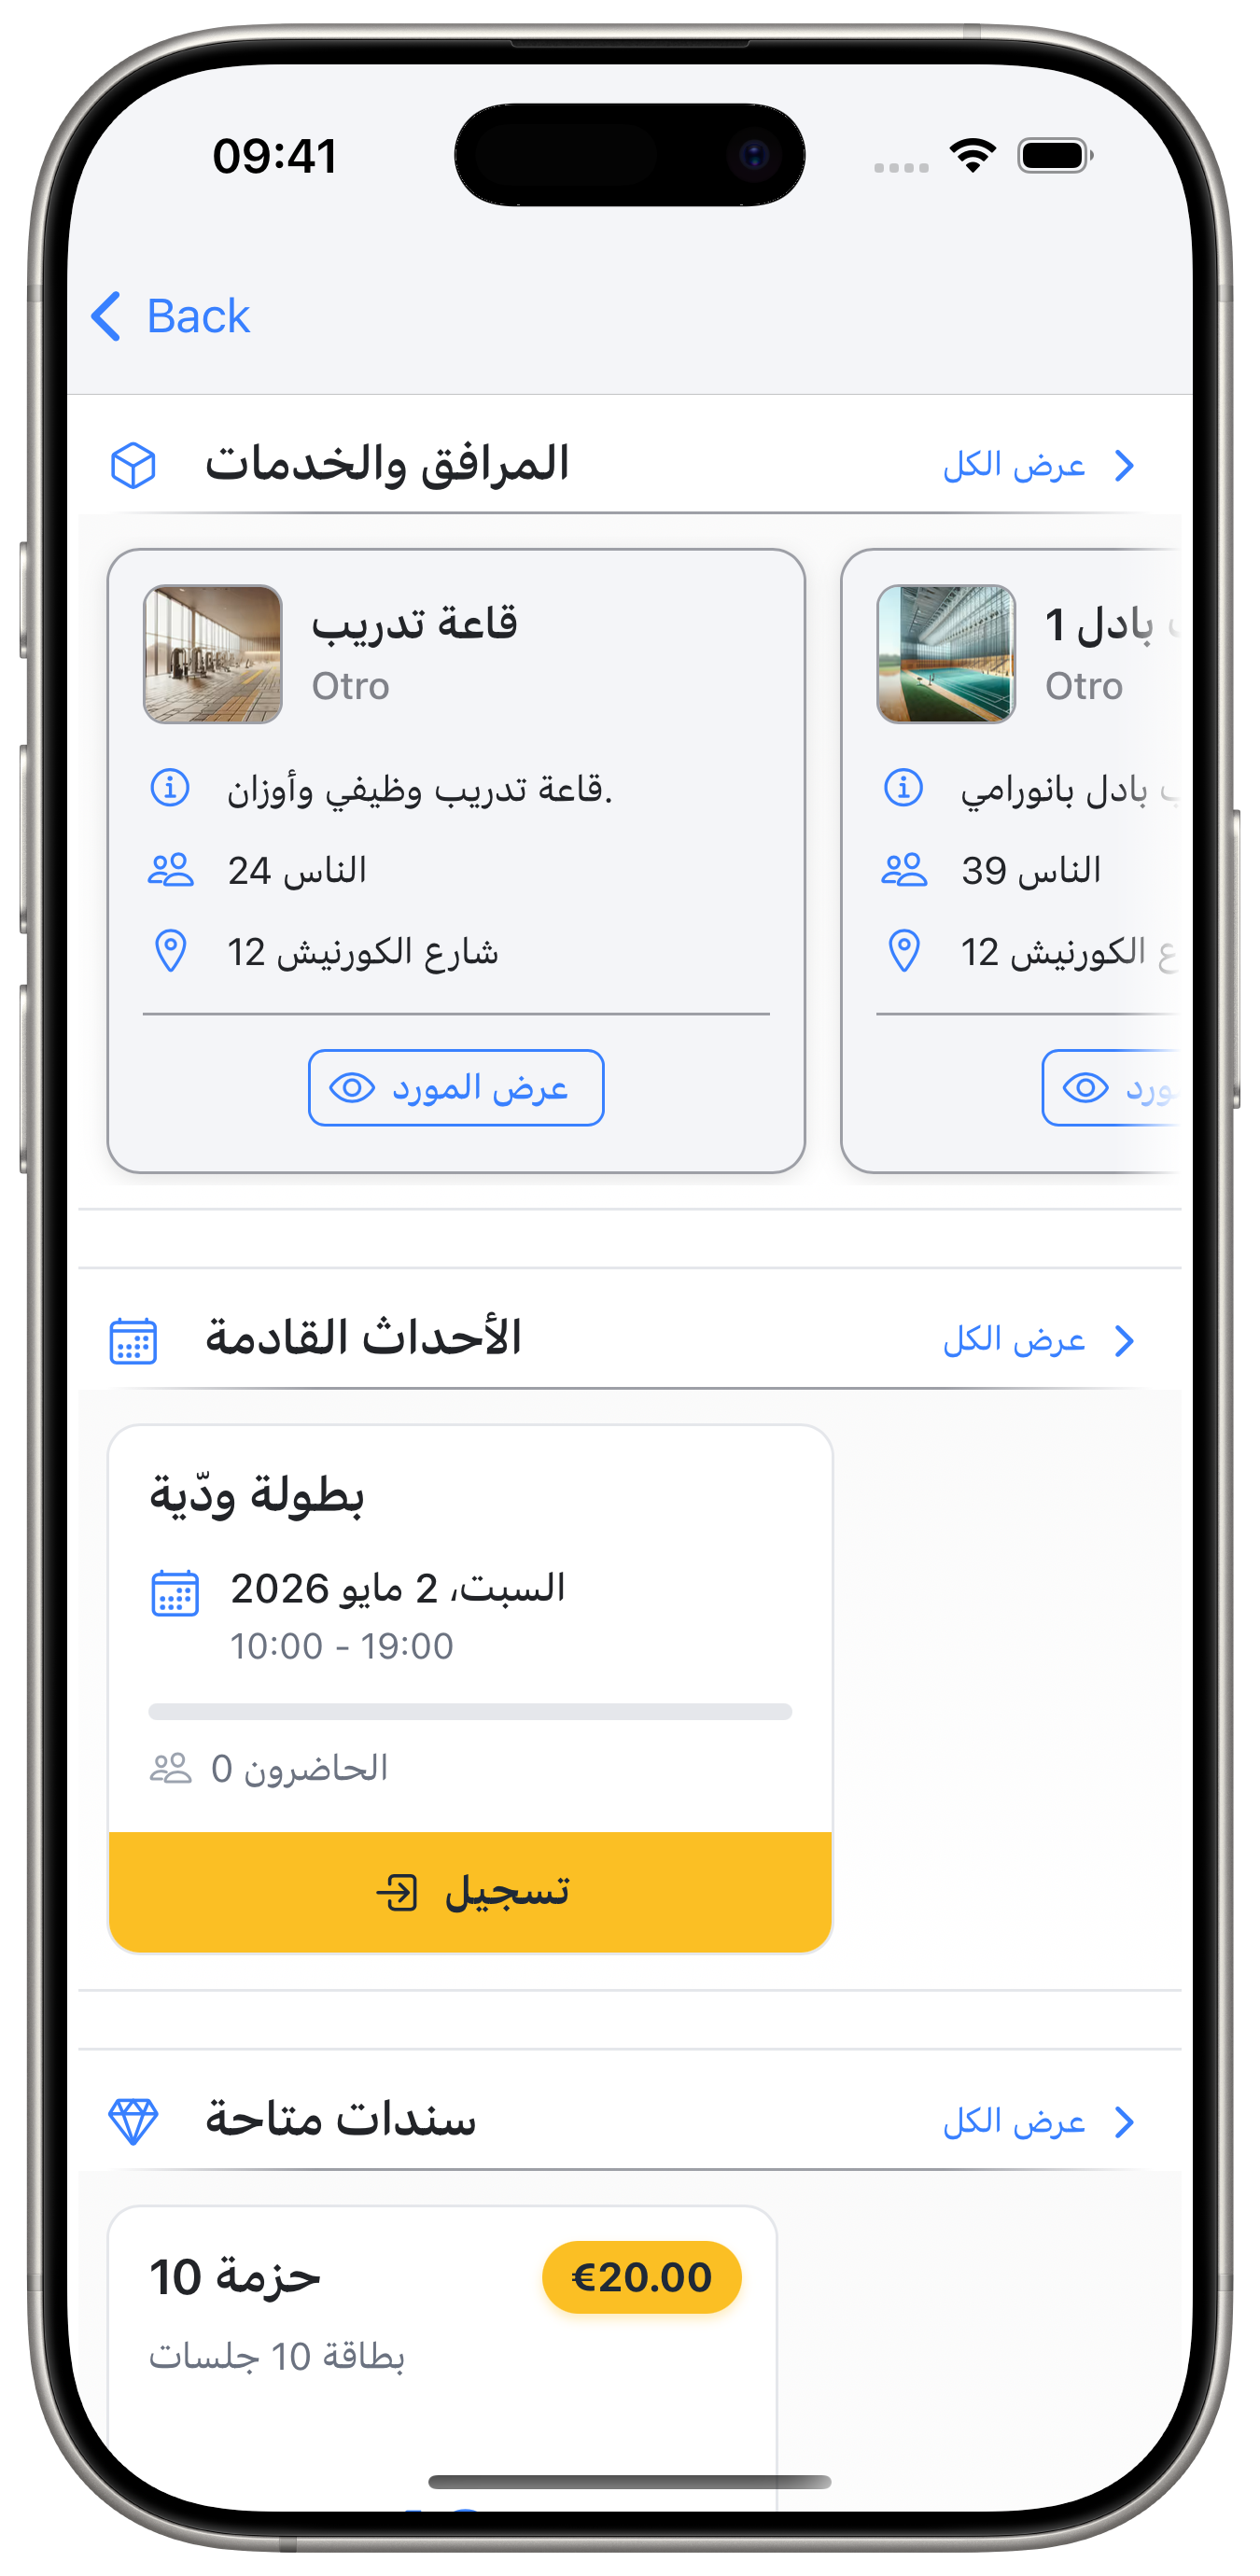 09:41
Back
المرافق والخدمات
عرض الكل
قاعة تدريب
Otro
قاعة تدريب وظيفي وأوزان.
24 الناس
12 شارع الكورنيش
عرض المورد
بادل 1
Otro
بادل بانورامي
39 الناس
12 الكورنيش
الأحداث القادمة
عرض الكل
بطولة ودّية
السبت، 2 مايو 2026
10:00 - 19:00
0 الحاضرون
تسجيل
سندات متاحة
عرض الكل
حزمة 10
€20.00
بطاقة 10 جلسات